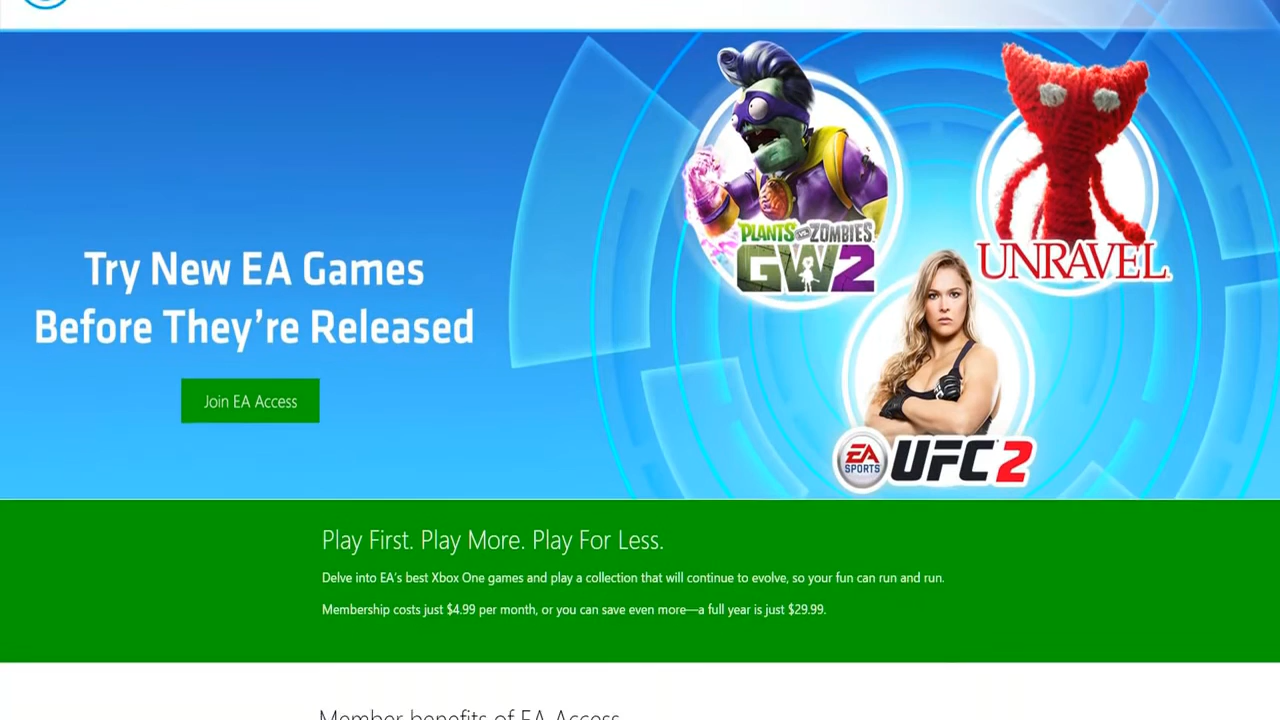 Try New EA Games
Before They're Released
Join EA Access
PLANTS VS. ZOMBIES
GW2
UNRAVEL
EA
SPORTS
UFC 2
Play First. Play More. Play For Less.
Delve into EA's best Xbox One games and play a collection that will continue to evolve, so your fun can run and run.
Membership costs just $4.99 per month, or you can save even more—a full year is just $29.99.
Member benefits of EA Access